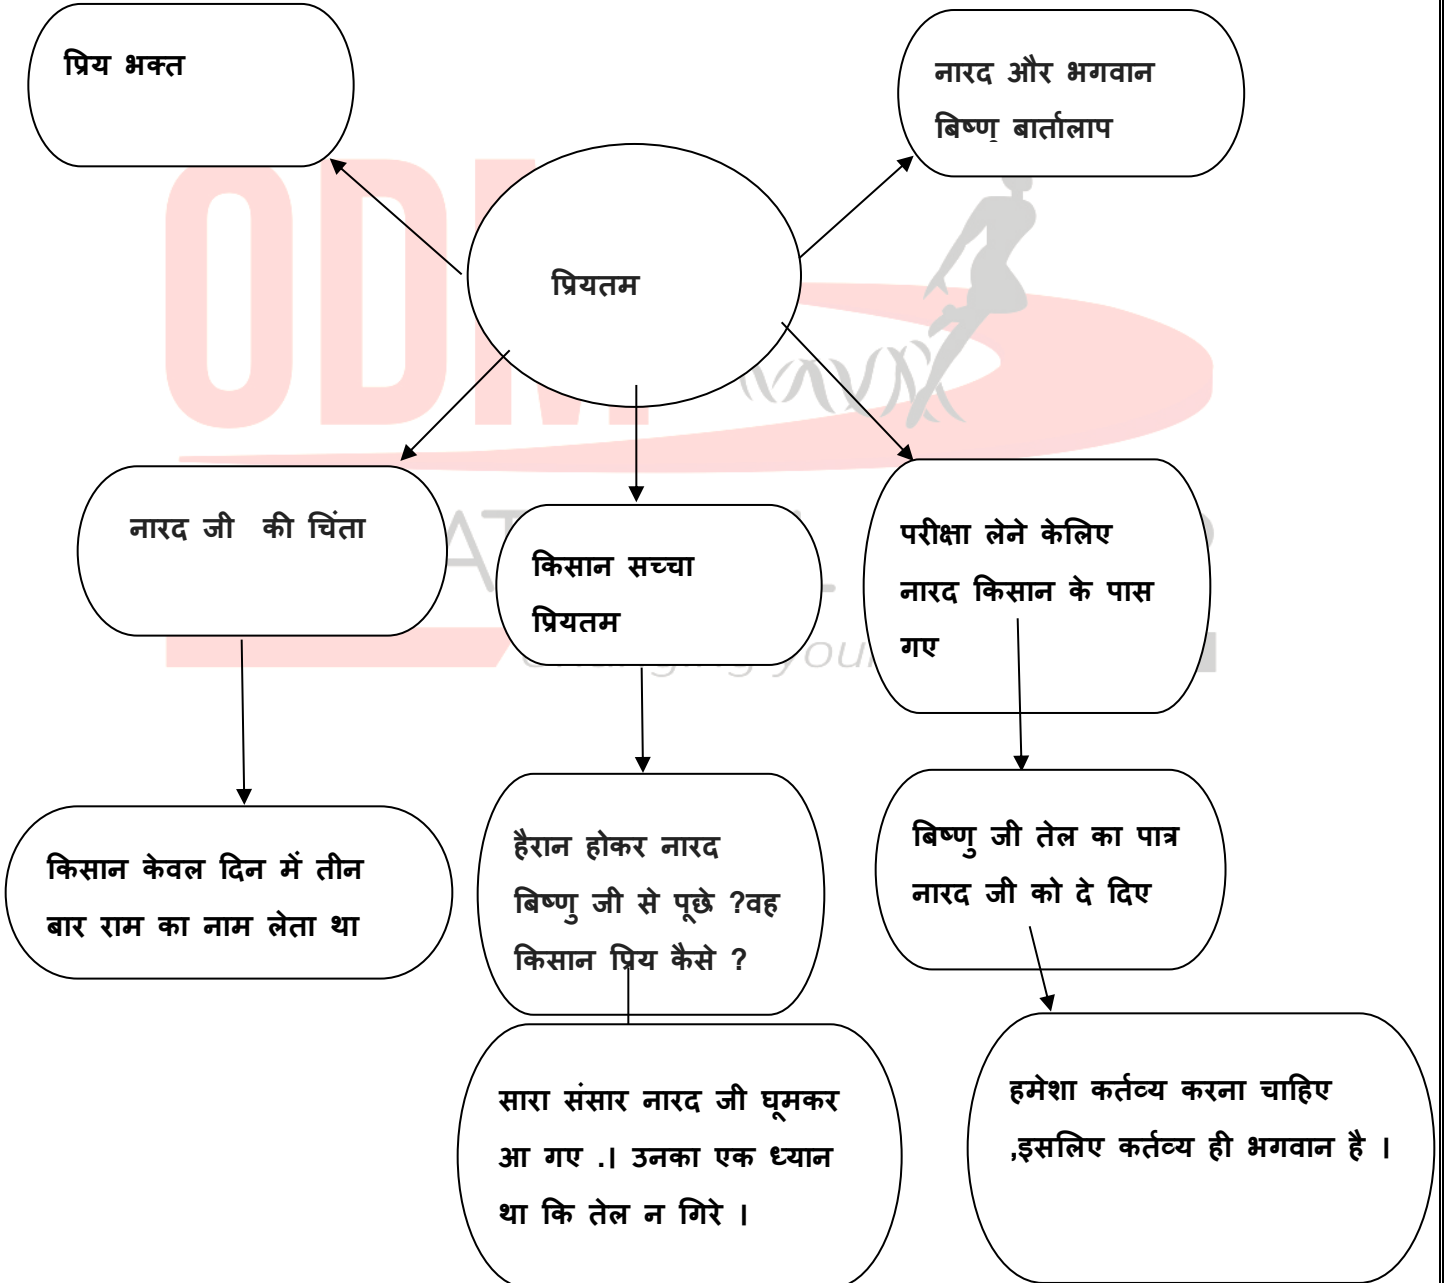 प्रिय भक्त
नारद और भगवान
बिष्णु बार्तालाप
प्रियतम
नारद जी की चिंता
किसान सच्चा
प्रियतम
परीक्षा लेने केलिए
नारद किसान के पास
गए
किसान केवल दिन में तीन
बार राम का नाम लेता था
हैरान होकर नारद
बिष्णु जी से पूछे ?वह
किसान प्रिय कैसे ?
बिष्णु जी तेल का पात्र
नारद जी को दे दिए
सारा संसार नारद जी घूमकर
आ गए .। उनका एक ध्यान
था कि तेल न गिरे ।
हमेशा कर्तव्य करना चाहिए
,इसलिए कर्तव्य ही भगवान है ।